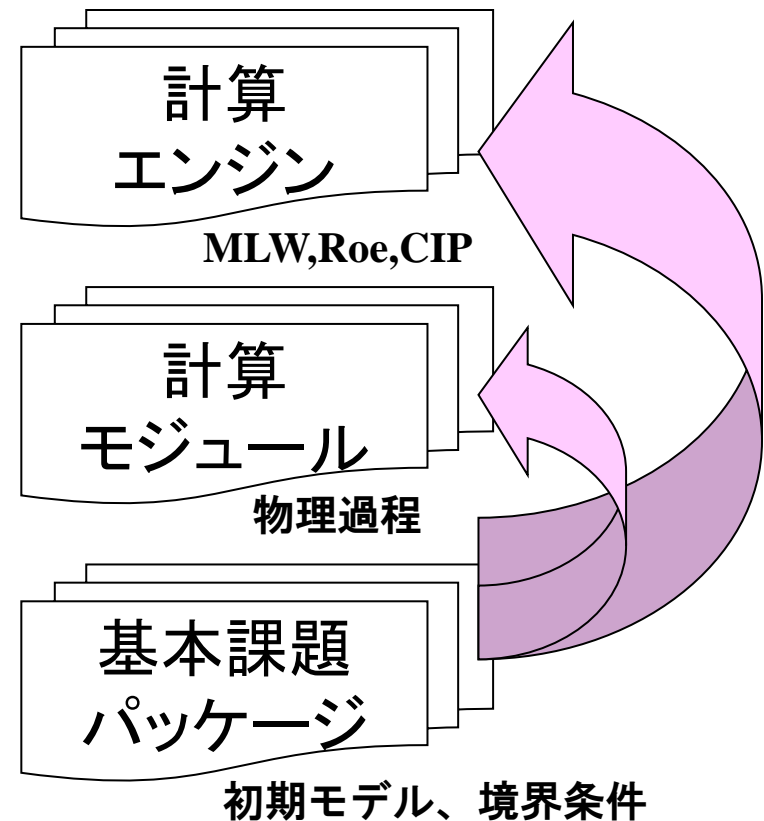 計算
エンジン
MLW,Roe,CIP
計算
モジュール
物理過程
基本課題
パッケージ
初期モデル、境界条件